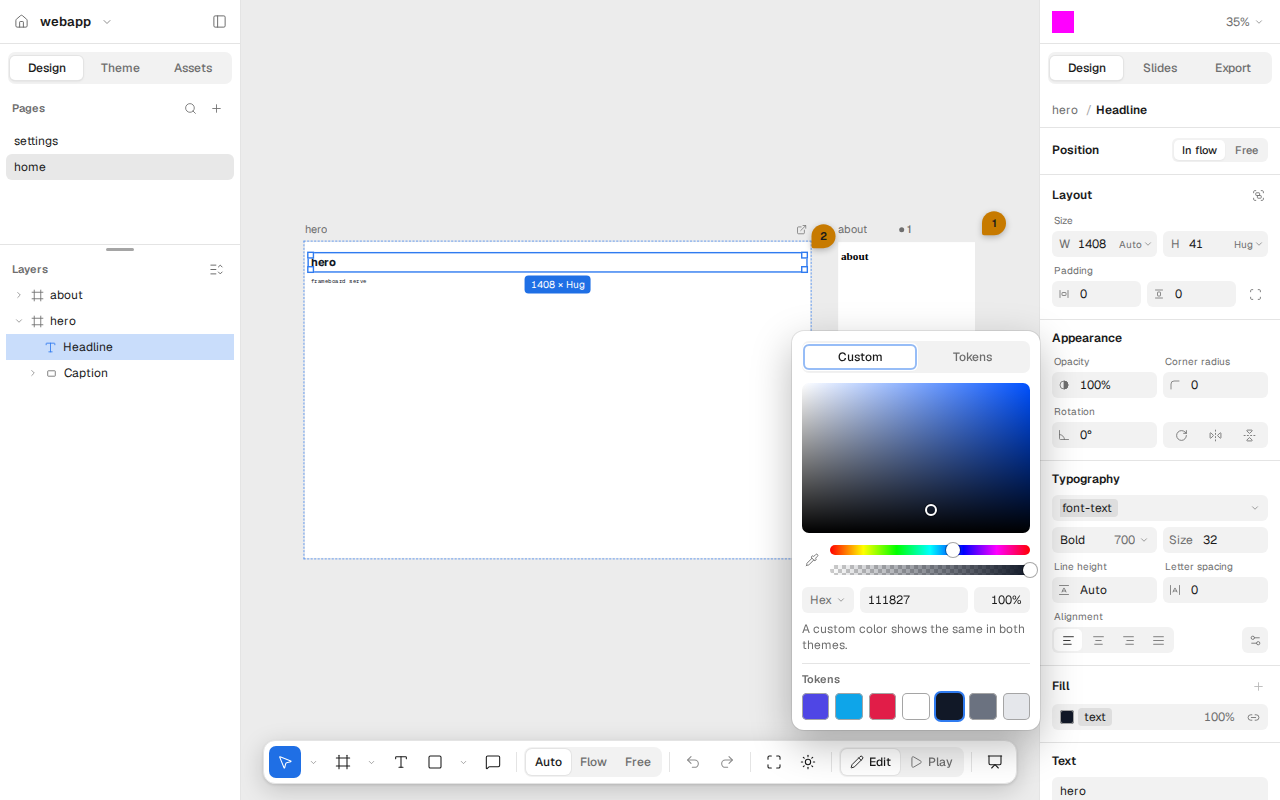 webapp
Design Theme Assets
Pages
settings
home
Layers
about
hero
Headline
Caption
hero
2
about
1
1
hero
about
frameboard serve
1408 × Hug
Custom Tokens
Hex 111827 100%
A custom color shows the same in both
themes.
Tokens
Auto Flow Free
Edit Play
35%
Design Slides Export
hero / Headline
Position In flow Free
Layout
Size
W 1408 Auto H 41 Hug
Padding
0 0
Appearance
Opacity Corner radius
100% 0
Rotation
0°
Typography
font-text
Bold 700 Size 32
Line height Letter spacing
Auto 0
Alignment
Fill
text 100%
Text
hero